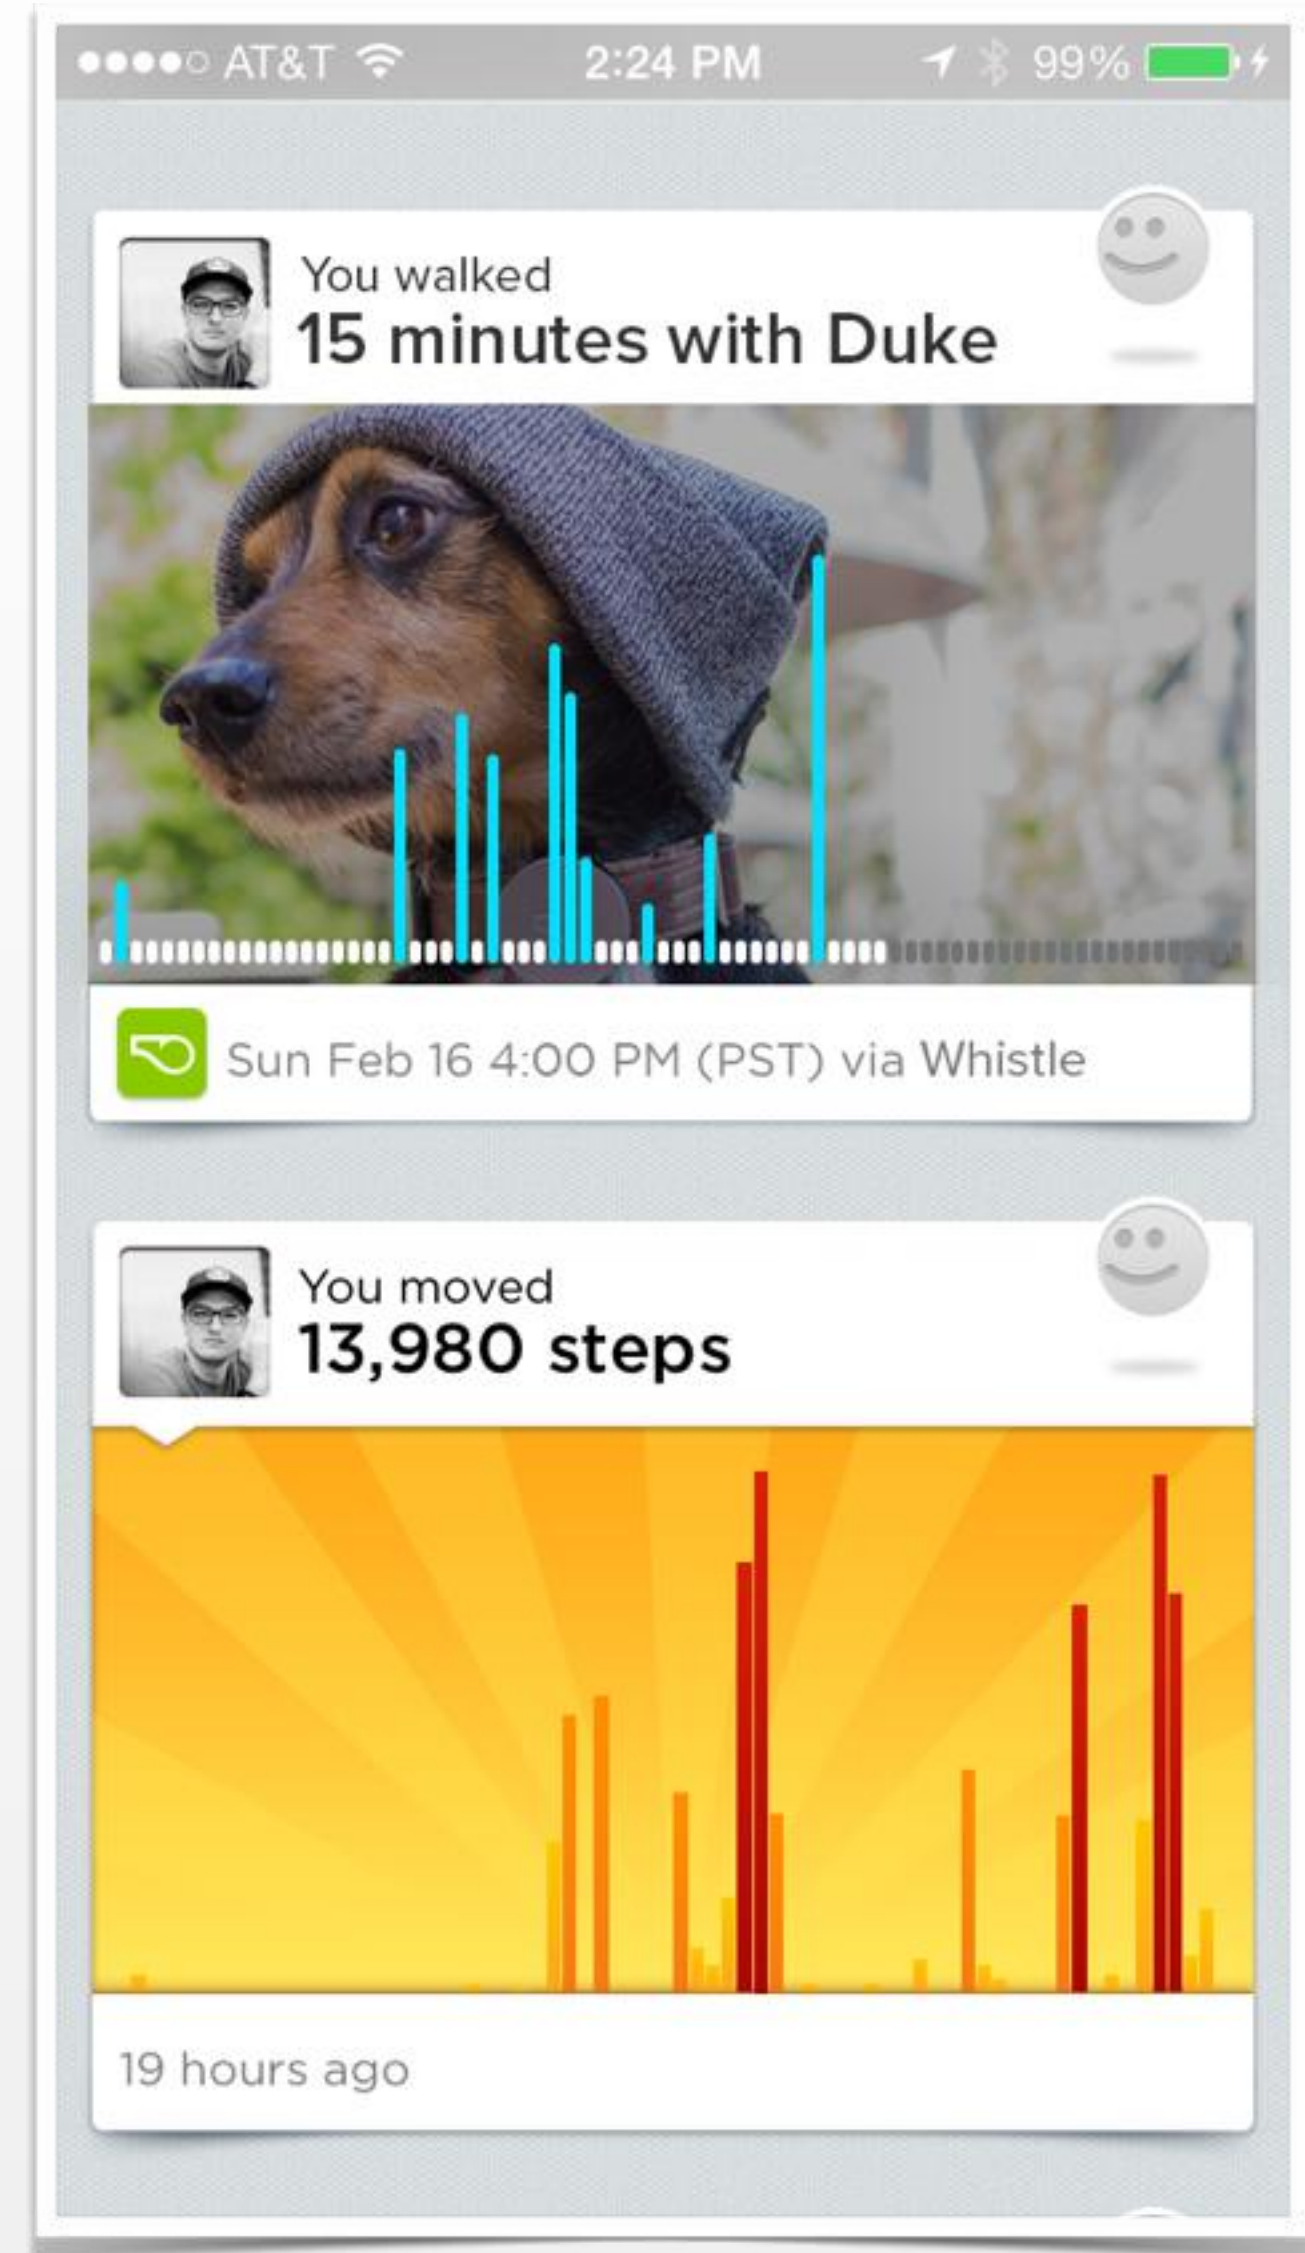 AT&T 2:24 PM 99%
You walked
15 minutes with Duke
Sun Feb 16 4:00 PM (PST) via Whistle
You moved
13,980 steps
19 hours ago